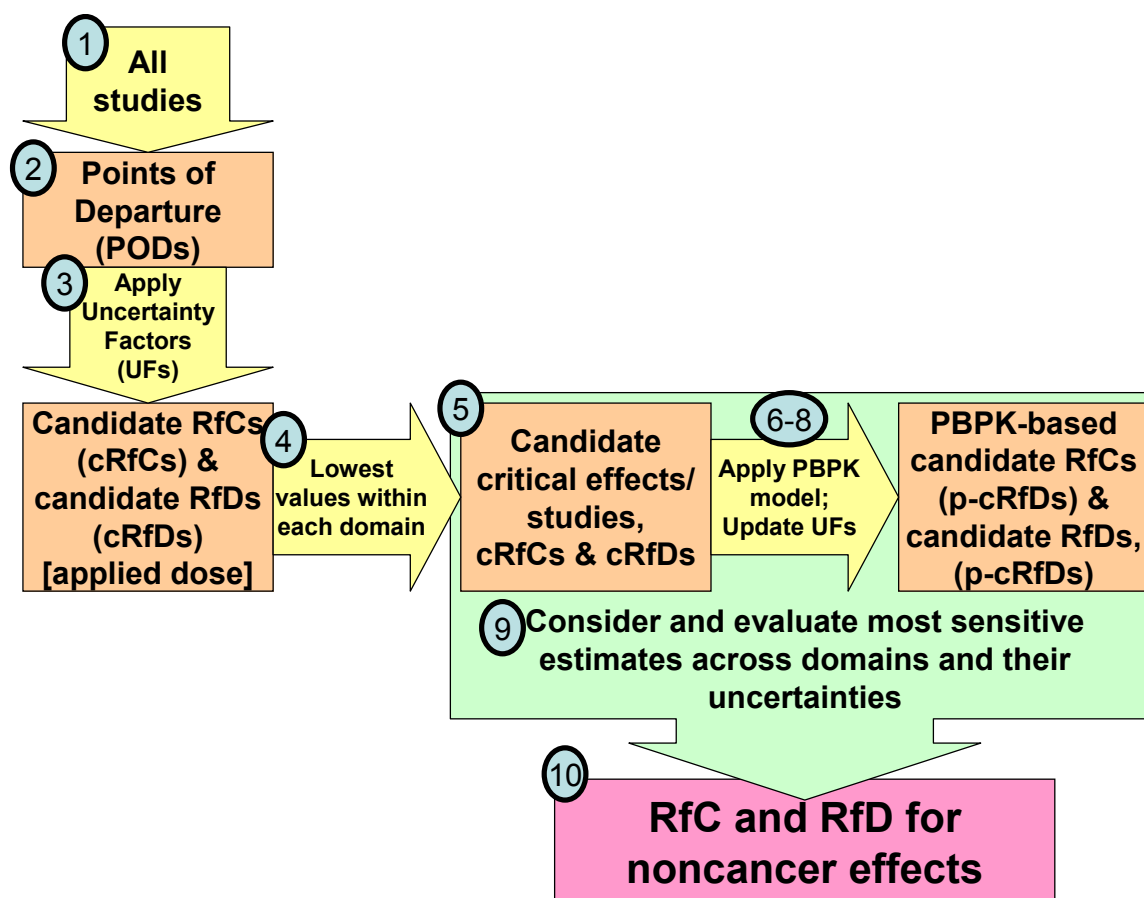 1
All
studies
2
Points of
Departure
(PODs)
3
Apply
Uncertainty
Factors
(UFs)
Candidate RfCs
(cRfCs) &
candidate RfDs
(cRfDs)
[applied dose]
4
Lowest
values within
each domain
5
Candidate
critical effects/
studies,
cRfCs & cRfDs
6-8
Apply PBPK
model;
Update UFs
PBPK-based
candidate RfCs
(p-cRfDs) &
candidate RfDs,
(p-cRfDs)
9
Consider and evaluate most sensitive
estimates across domains and their
uncertainties
10
RfC and RfD for
noncancer effects